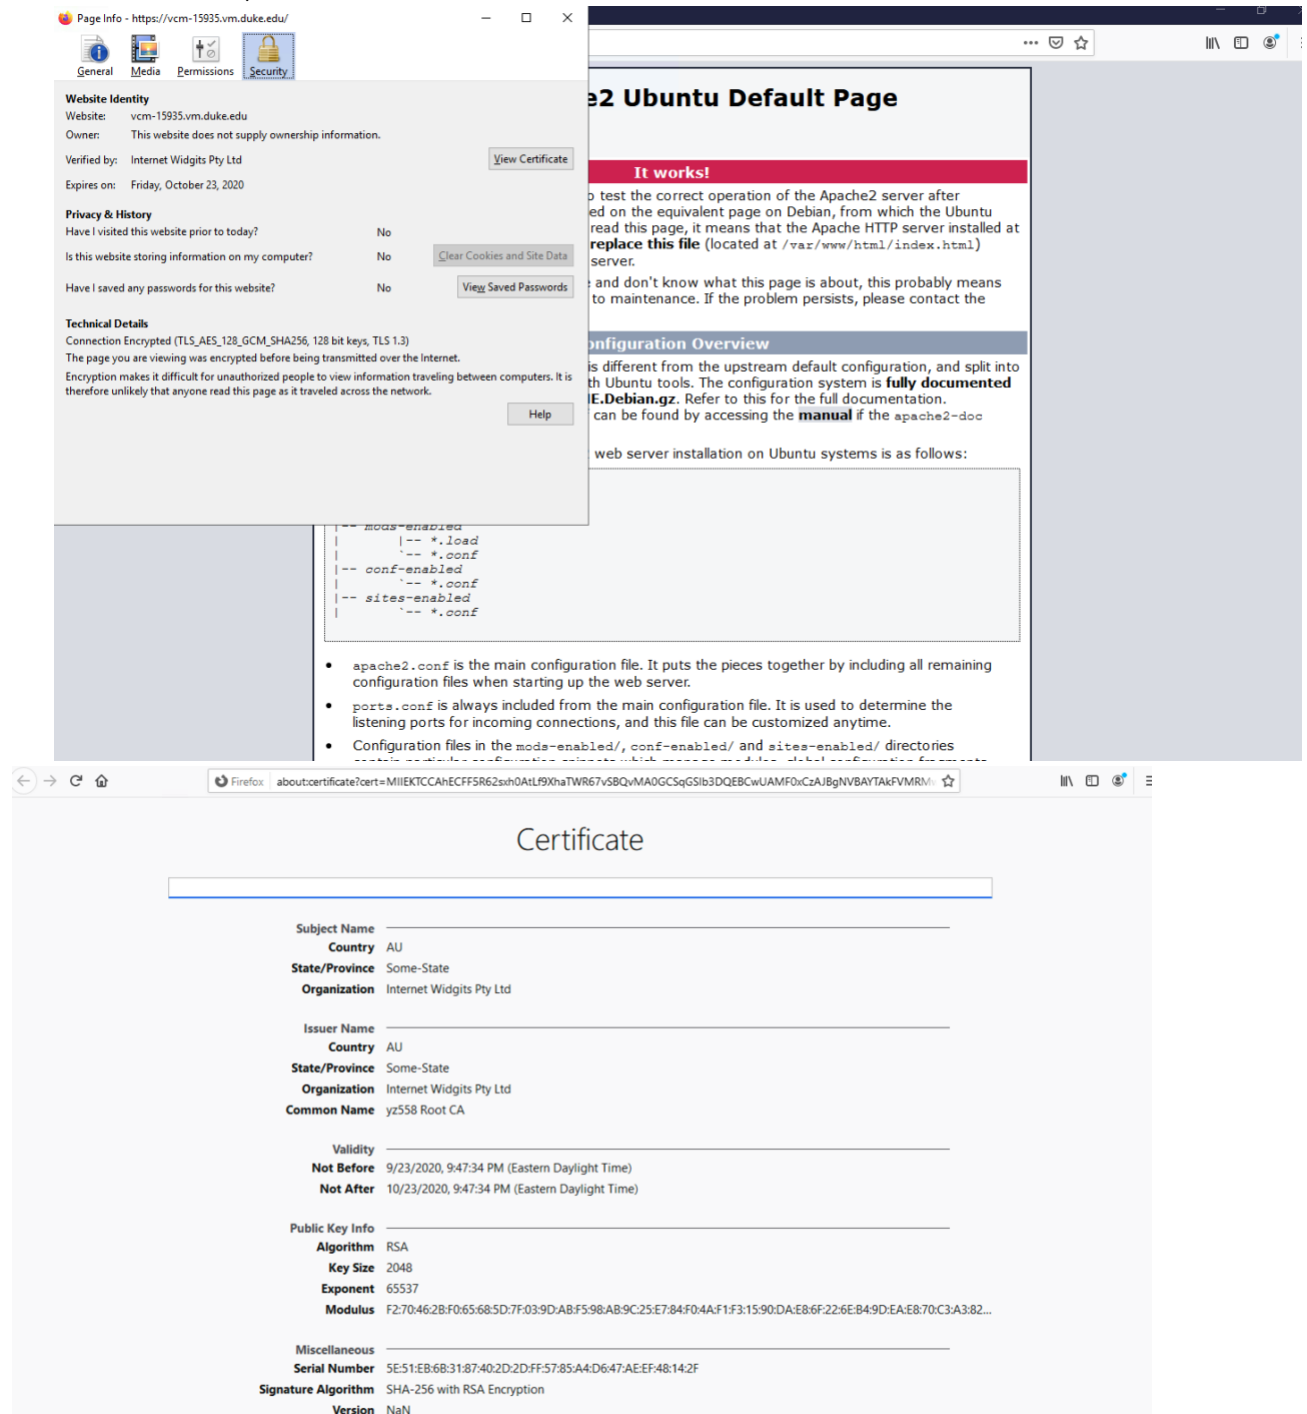 Page Info - https://vcm-15935.vm.duke.edu/
General Media Permissions Security
Website Identity
Website: vcm-15935.vm.duke.edu
Owner: This website does not supply ownership information.
Verified by: Internet Widgits Pty Ltd View Certificate
Expires on: Friday, October 23, 2020
Privacy & History
Have I visited this website prior to today? No
Is this website storing information on my computer? No Clear Cookies and Site Data
Have I saved any passwords for this website? No View Saved Passwords
Technical Details
Connection Encrypted (TLS_AES_128_GCM_SHA256, 128 bit keys, TLS 1.3)
The page you are viewing was encrypted before being transmitted over the Internet.
Encryption makes it difficult for unauthorized people to view information traveling between computers. It is
therefore unlikely that anyone read this page as it traveled across the network.
Help
e2 Ubuntu Default Page
It works!
o test the correct operation of the Apache2 server after
ed on the equivalent page on Debian, from which the Ubuntu
read this page, it means that the Apache HTTP server installed at
replace this file (located at /var/www/html/index.html)
server.
and don't know what this page is about, this probably means
to maintenance. If the problem persists, please contact the
onfiguration Overview
is different from the upstream default configuration, and split into
th Ubuntu tools. The configuration system is fully documented
E.Debian.gz. Refer to this for the full documentation.
can be found by accessing the manual if the apache2-doc
web server installation on Ubuntu systems is as follows:
|-- mods-enabled
|       |-- *.load
|       `-- *.conf
|-- conf-enabled
|       `-- *.conf
|-- sites-enabled
|       `-- *.conf
• apache2.conf is the main configuration file. It puts the pieces together by including all remaining
configuration files when starting up the web server.
• ports.conf is always included from the main configuration file. It is used to determine the
listening ports for incoming connections, and this file can be customized anytime.
• Configuration files in the mods-enabled/, conf-enabled/ and sites-enabled/ directories
contain particular configuration snippets which manage modules, global configuration fragments,
Firefox about:certificate?cert=MIIEKTCCAhECFF5R62sxh0AtLf9XhaTWR67vSBQvMA0GCSqGSIb3DQEBCwUAMF0xCzAJBgNVBAYTAkFVMRM
Certificate
Subject Name
Country AU
State/Province Some-State
Organization Internet Widgits Pty Ltd
Issuer Name
Country AU
State/Province Some-State
Organization Internet Widgits Pty Ltd
Common Name yz558 Root CA
Validity
Not Before 9/23/2020, 9:47:34 PM (Eastern Daylight Time)
Not After 10/23/2020, 9:47:34 PM (Eastern Daylight Time)
Public Key Info
Algorithm RSA
Key Size 2048
Exponent 65537
Modulus F2:70:46:2B:F0:65:68:5D:7F:03:9D:AB:F5:98:AB:9C:25:E7:84:F0:4A:F1:F3:15:90:DA:E8:6F:22:6E:B4:9D:EA:E8:70:C3:A3:82...
Miscellaneous
Serial Number 5E:51:EB:6B:31:87:40:2D:2D:FF:57:85:A4:D6:47:AE:EF:48:14:2F
Signature Algorithm SHA-256 with RSA Encryption
Version NaN